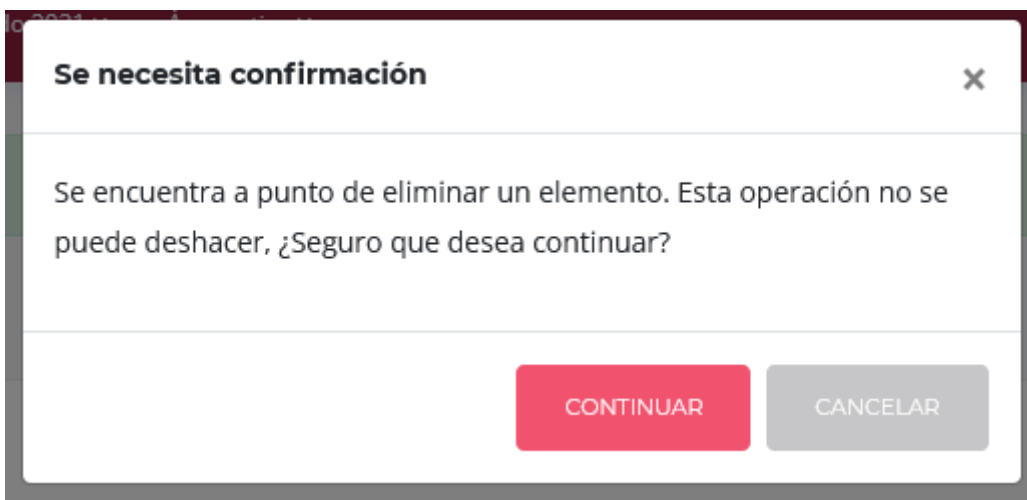 Se necesita confirmación
×
Se encuentra a punto de eliminar un elemento. Esta operación no se
puede deshacer, ¿Seguro que desea continuar?
CONTINUAR
CANCELAR